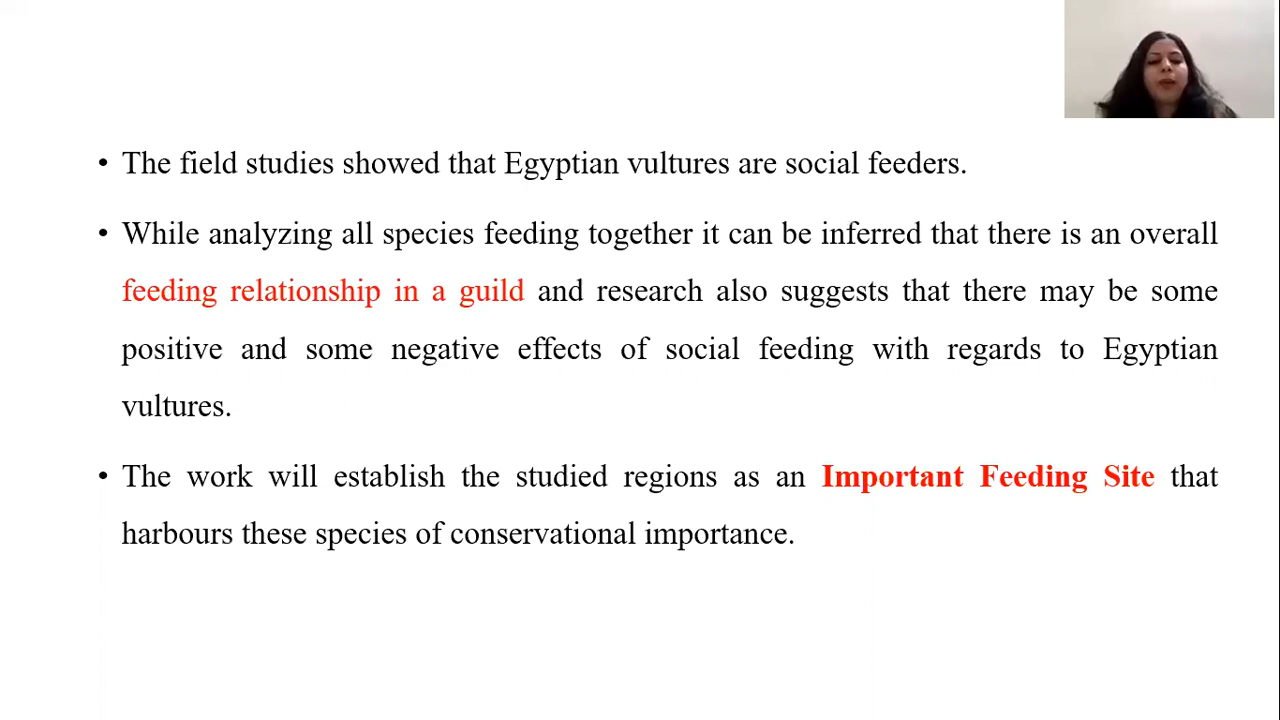 • The field studies showed that Egyptian vultures are social feeders.
• While analyzing all species feeding together it can be inferred that there is an overall
feeding relationship in a guild and research also suggests that there may be some
positive and some negative effects of social feeding with regards to Egyptian
vultures.
• The work will establish the studied regions as an Important Feeding Site that
harbours these species of conservational importance.